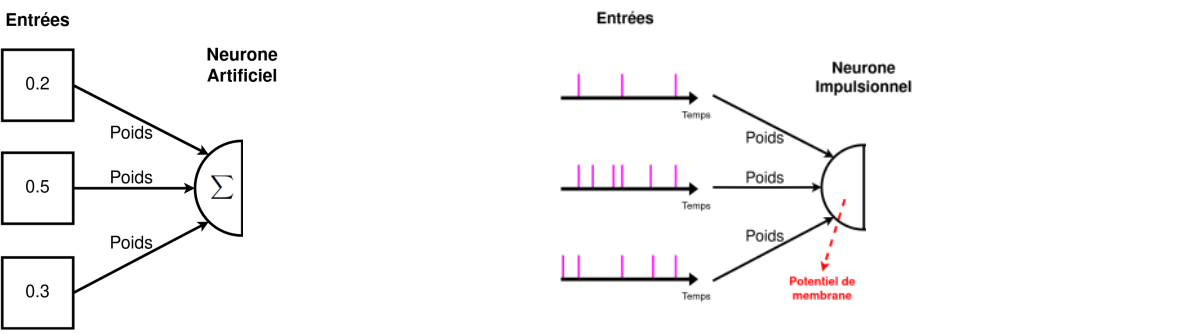 Entrées
Neurone
Artificiel
0.2
Poids
0.5
Poids
Σ
Poids
0.3
Entrées
Neurone
Impulsionnel
Temps
Poids
Temps
Poids
Temps
Poids
Potentiel de
membrane